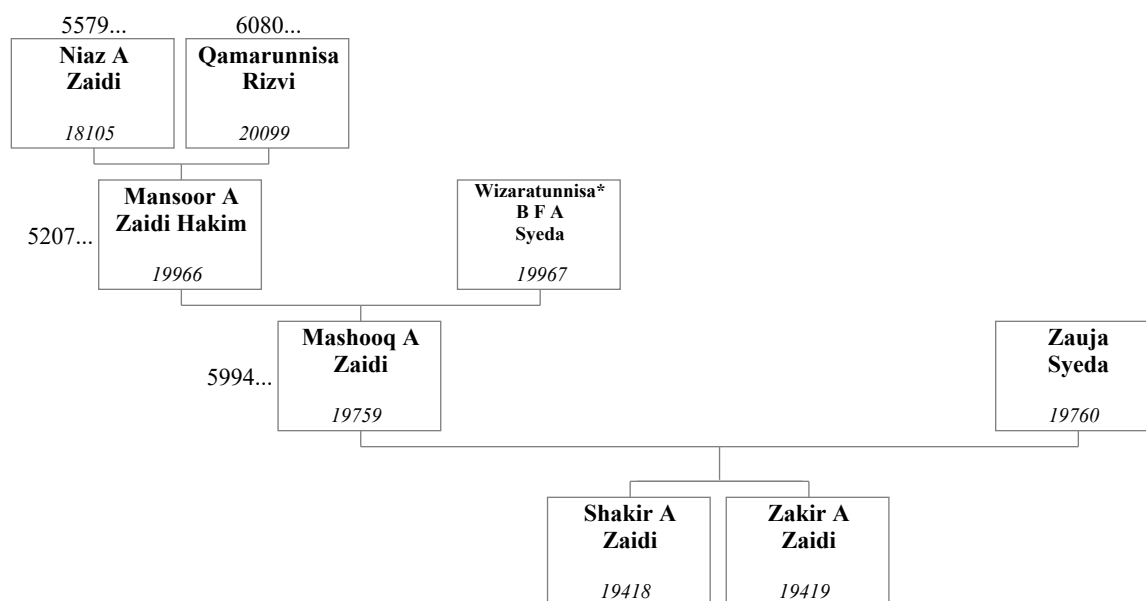 5579...
6080...
Niaz A
Zaidi
18105
Qamarunnisa
Rizvi
20099
5207...
Mansoor A
Zaidi Hakim
19966
Wizaratunnisa*
B F A
Syeda
19967
5994...
Mashooq A
Zaidi
19759
Zauja
Syeda
19760
Shakir A
Zaidi
19418
Zakir A
Zaidi
19419